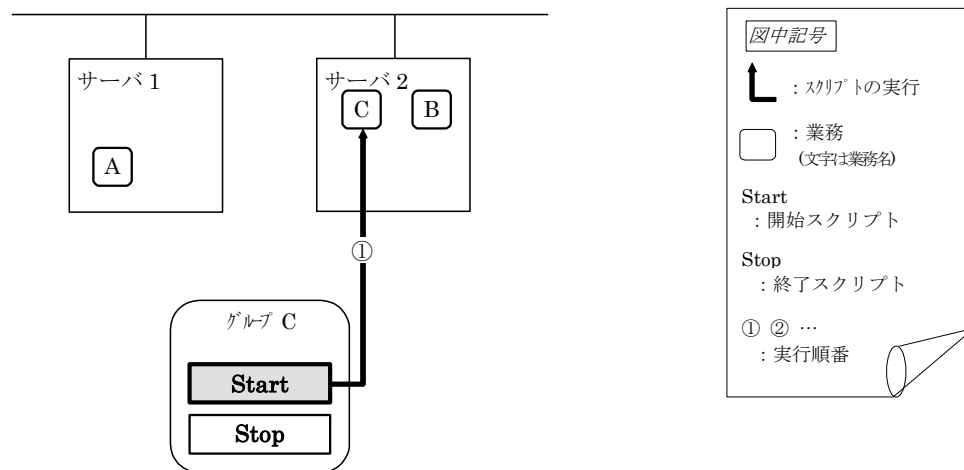 サーバ 1
サーバ 2
C
B
A
①
グループ C
Start
Stop
図中記号
：スクリプトの実行
：業務
(文字は業務名)
Start
：開始スクリプト
Stop
：終了スクリプト
① ② …
：実行順番